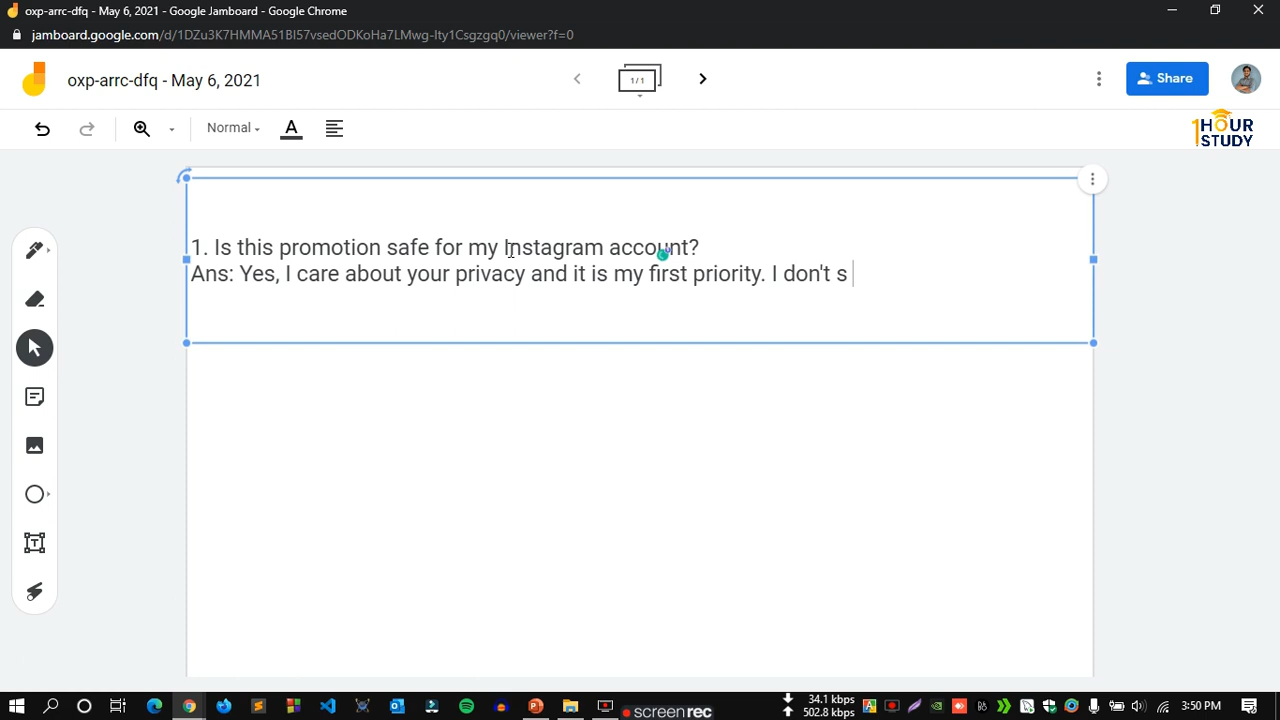 oxp-arrc-dfq - May 6, 2021 - Google Jamboard - Google Chrome
jamboard.google.com/d/1DZu3K7HMMA51Bl57vsedODKoHa7LMwg-Ity1Csgzgq0/viewer?f=0
oxp-arrc-dfq - May 6, 2021
1/1
Share
Normal
1HOUR
STUDY
1. Is this promotion safe for my Instagram account?
Ans: Yes, I care about your privacy and it is my first priority. I don't s
34.1 kbps
502.8 kbps
3:50 PM
screenrec